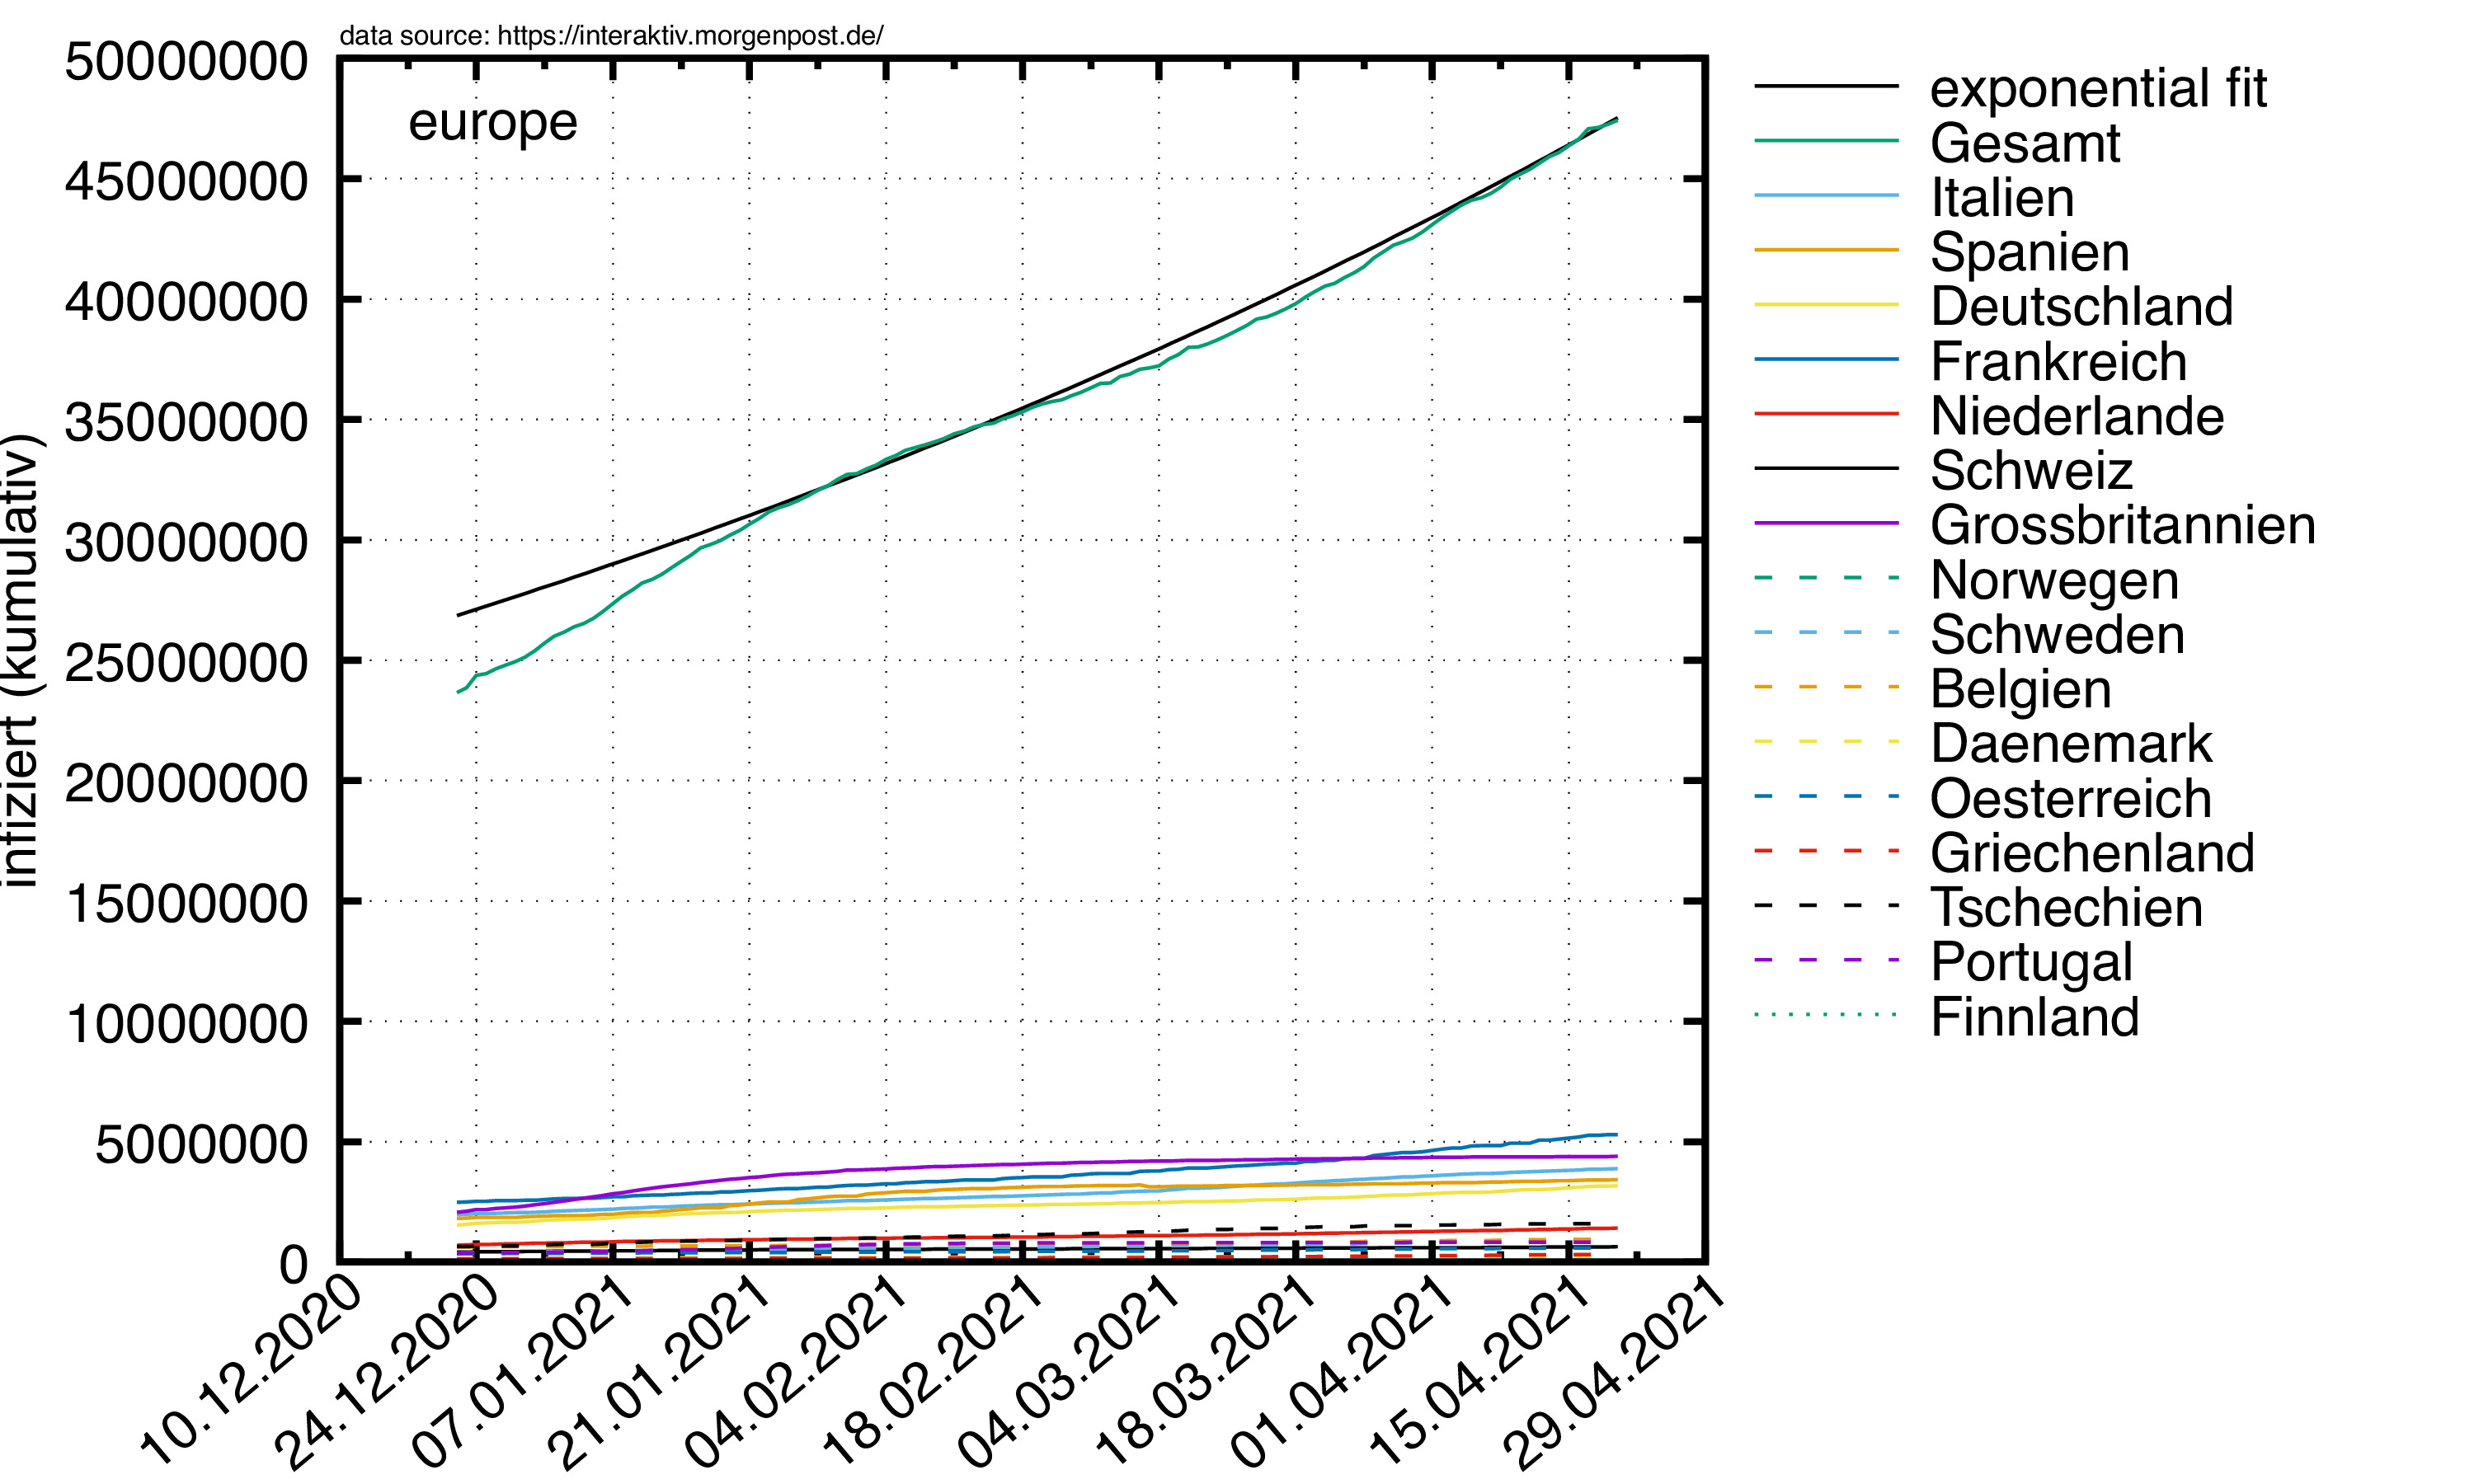 data source: https://interaktiv.morgenpost.de/
europe
infiziert (kumulativ)
50000000
45000000
40000000
35000000
30000000
25000000
20000000
15000000
10000000
5000000
0
10.12.2020
24.12.2020
07.01.2021
21.01.2021
04.02.2021
18.02.2021
04.03.2021
18.03.2021
01.04.2021
15.04.2021
29.04.2021
exponential fit
Gesamt
Italien
Spanien
Deutschland
Frankreich
Niederlande
Schweiz
Grossbritannien
Norwegen
Schweden
Belgien
Daenemark
Oesterreich
Griechenland
Tschechien
Portugal
Finnland